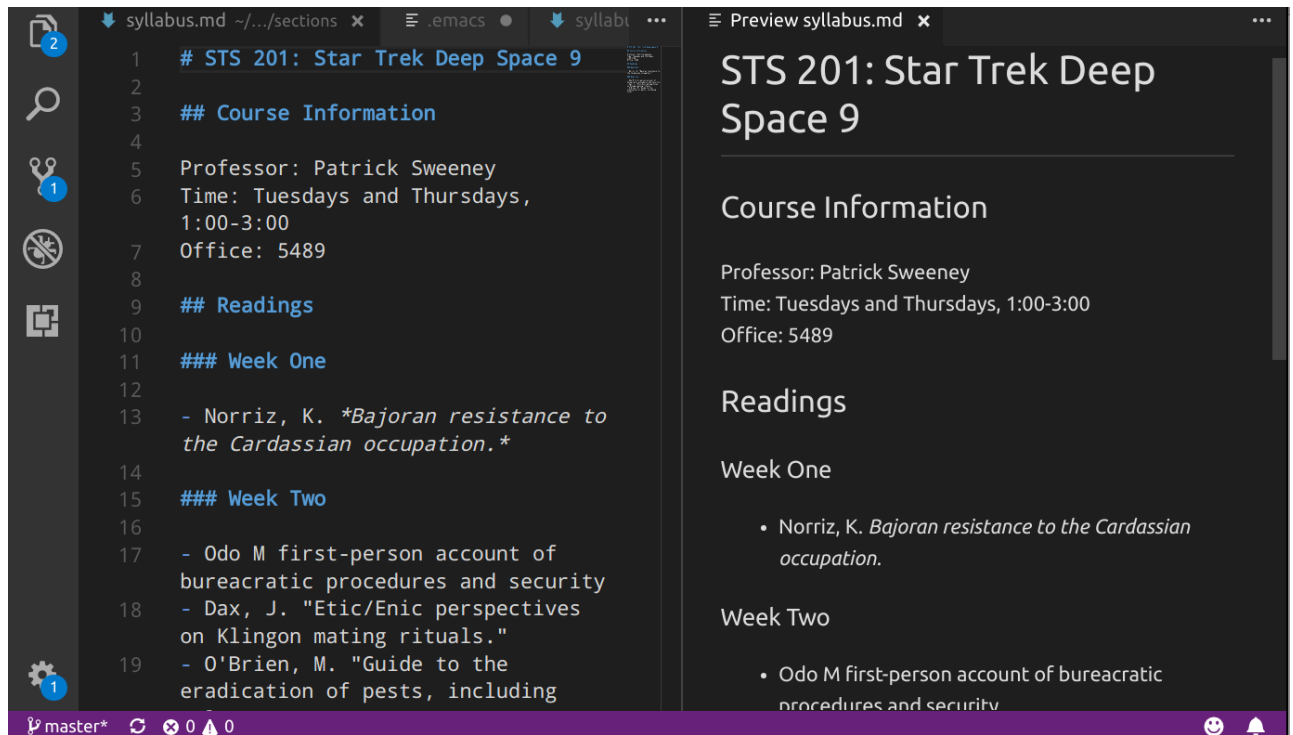 syllabus.md ~/.../sections ×
.emacs ●
syllabu
•••
Preview syllabus.md ×
•••
2
1
1
1 # STS 201: Star Trek Deep Space 9
2
3 ## Course Information
4
5 Professor: Patrick Sweeney
6 Time: Tuesdays and Thursdays,
1:00-3:00
7 Office: 5489
8
9 ## Readings
10
11 ### Week One
12
13 - Norriz, K. *Bajoran resistance to
the Cardassian occupation.*
14
15 ### Week Two
16
17 - Odo M first-person account of
bureacratic procedures and security
18 - Dax, J. "Etic/Enic perspectives
on Klingon mating rituals."
19 - O'Brien, M. "Guide to the
eradication of pests, including
STS 201: Star Trek Deep
Space 9
Course Information
Professor: Patrick Sweeney
Time: Tuesdays and Thursdays, 1:00-3:00
Office: 5489
Readings
Week One
• Norriz, K. Bajoran resistance to the Cardassian
occupation.
Week Two
• Odo M first-person account of bureacratic
procedures and security
master* 0 0